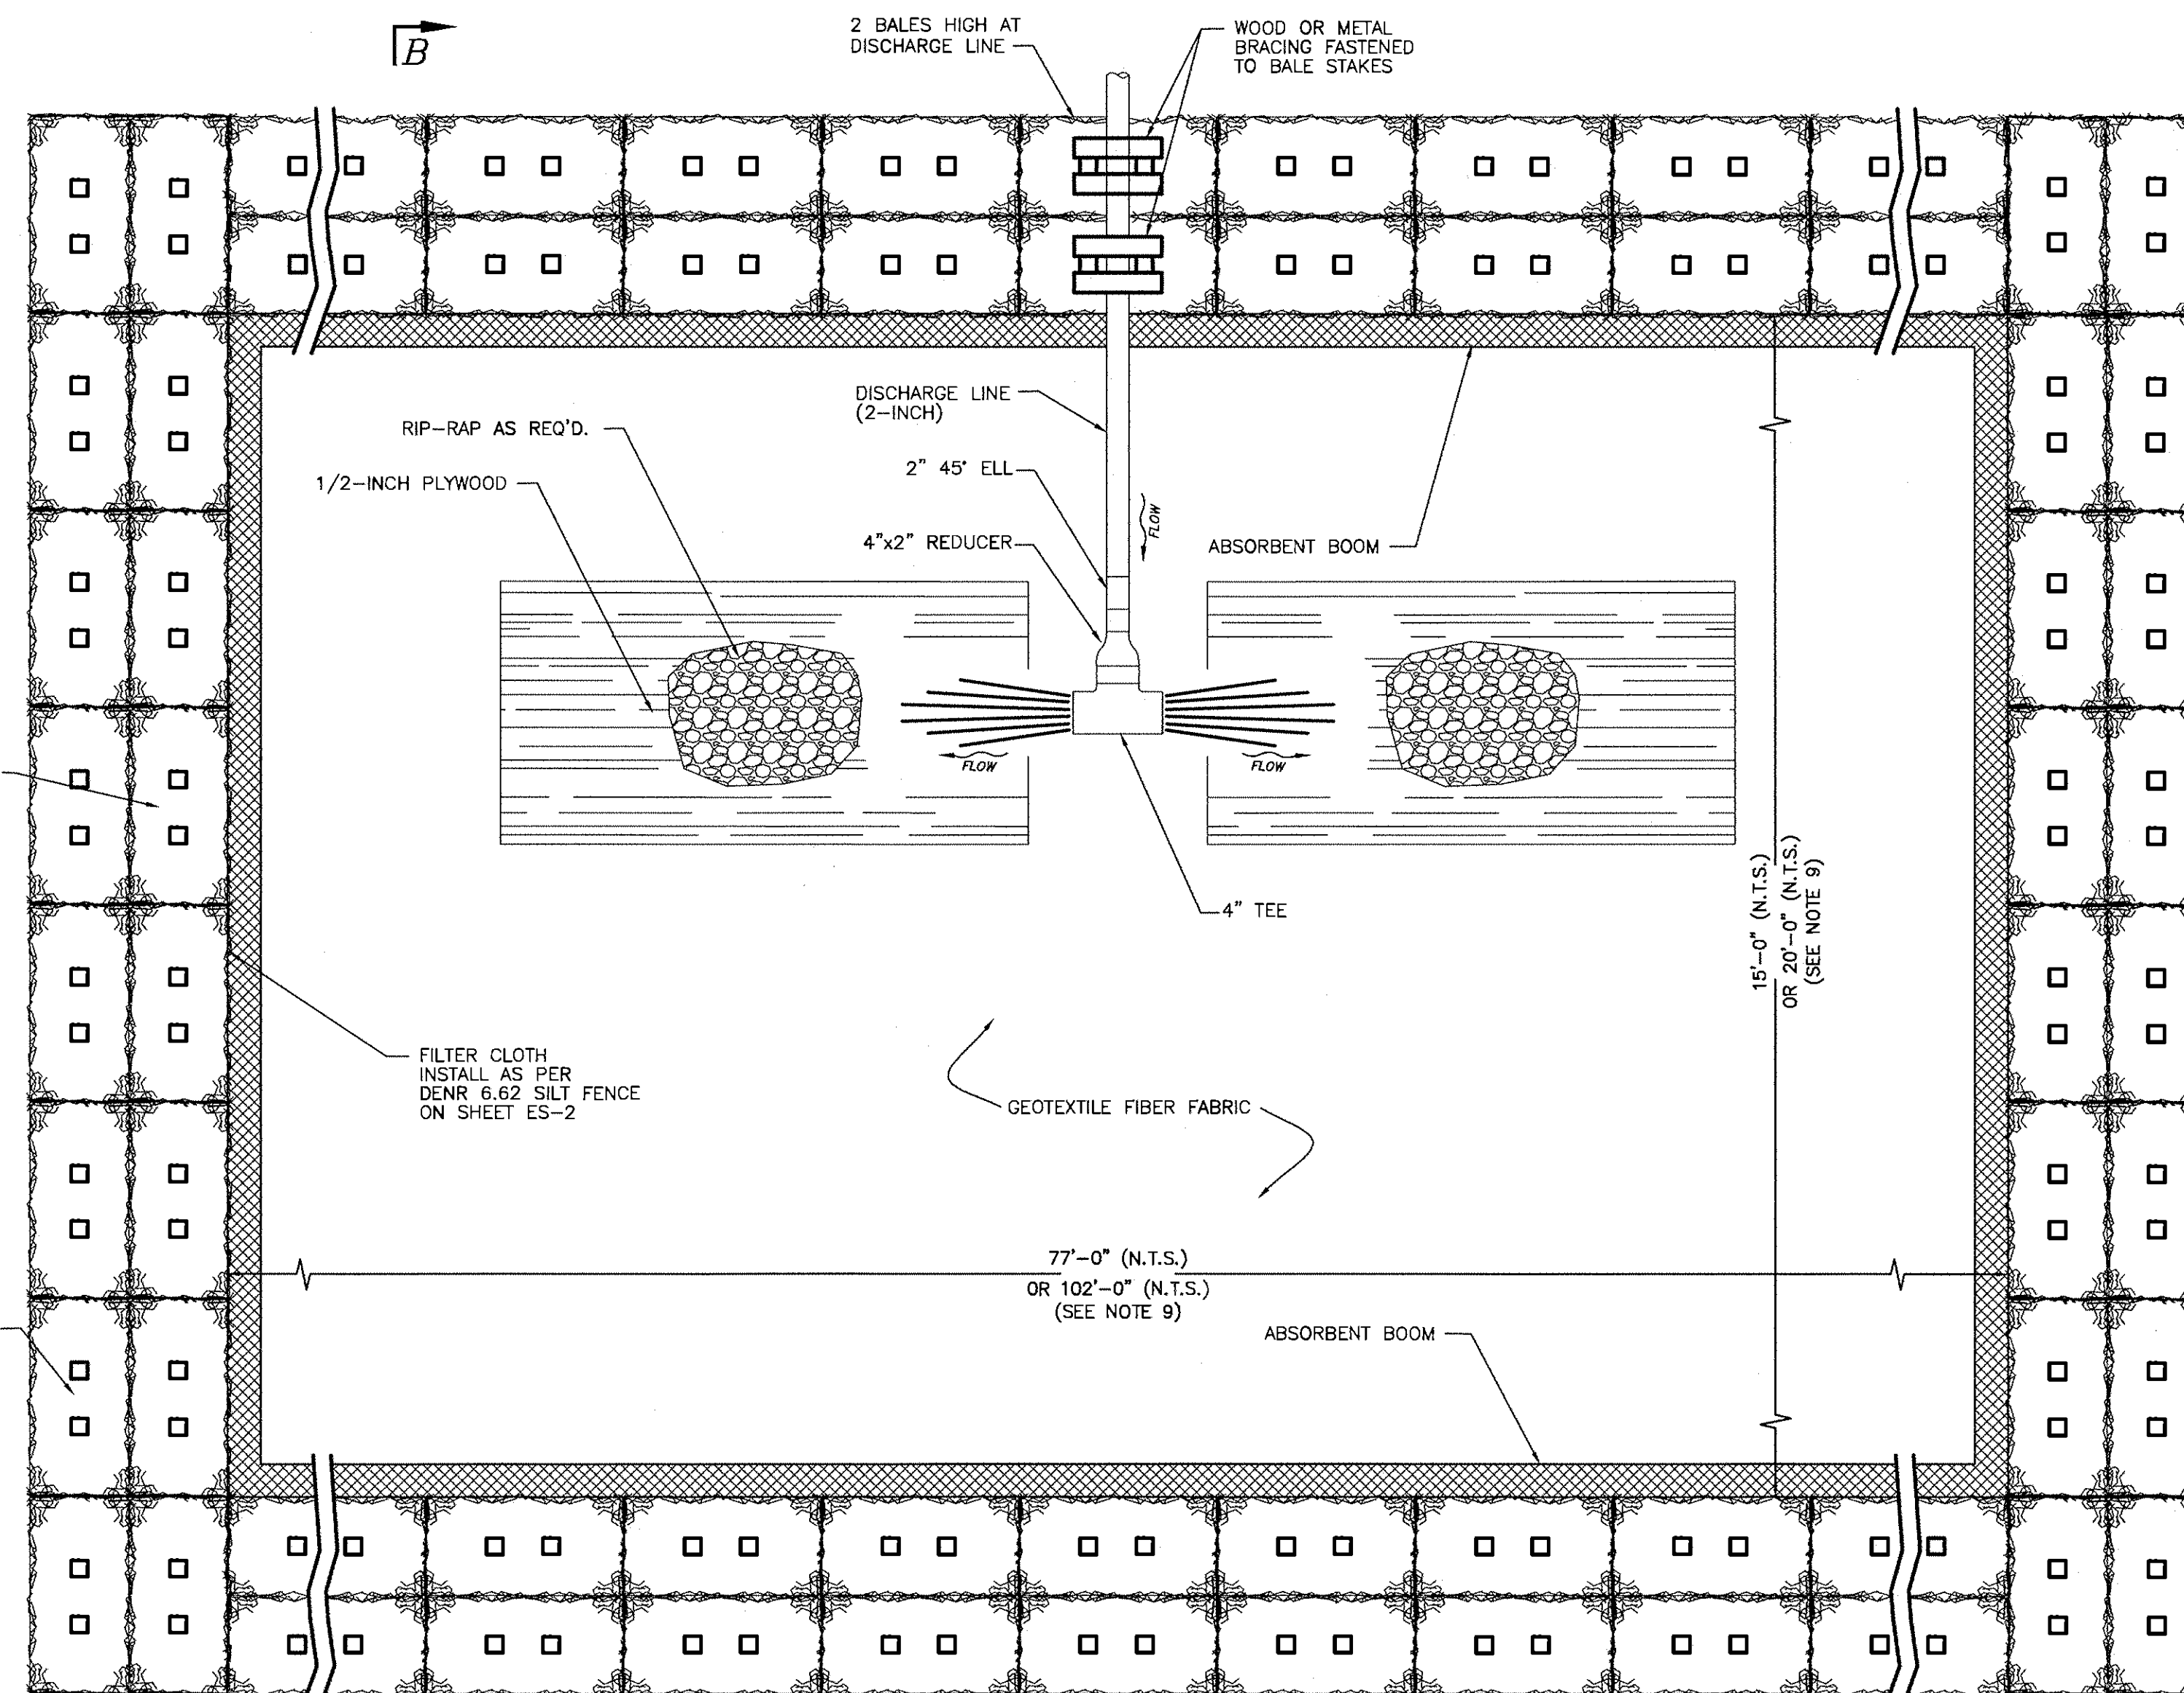 B
2 BALES HIGH AT
DISCHARGE LINE
WOOD OR METAL
BRACING FASTENED
TO BALE STAKES
DISCHARGE LINE
(2-INCH)
RIP-RAP AS REQ'D.
1/2-INCH PLYWOOD
2" 45° ELL
FLOW
4"x2" REDUCER
ABSORBENT BOOM
FLOW
FLOW
4" TEE
15'-0" (N.T.S.)
OR 20'-0" (N.T.S.)
(SEE NOTE 9)
FILTER CLOTH
INSTALL AS PER
DENR 6.62 SILT FENCE
ON SHEET ES-2
GEOTEXTILE FIBER FABRIC
77'-0" (N.T.S.)
OR 102'-0" (N.T.S.)
(SEE NOTE 9)
ABSORBENT BOOM